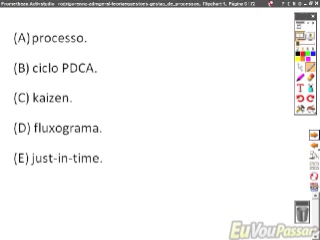 (A) processo.
(B) ciclo PDCA.
(C) kaizen.
(D) fluxograma.
(E) just-in-time.
EuVouPassar